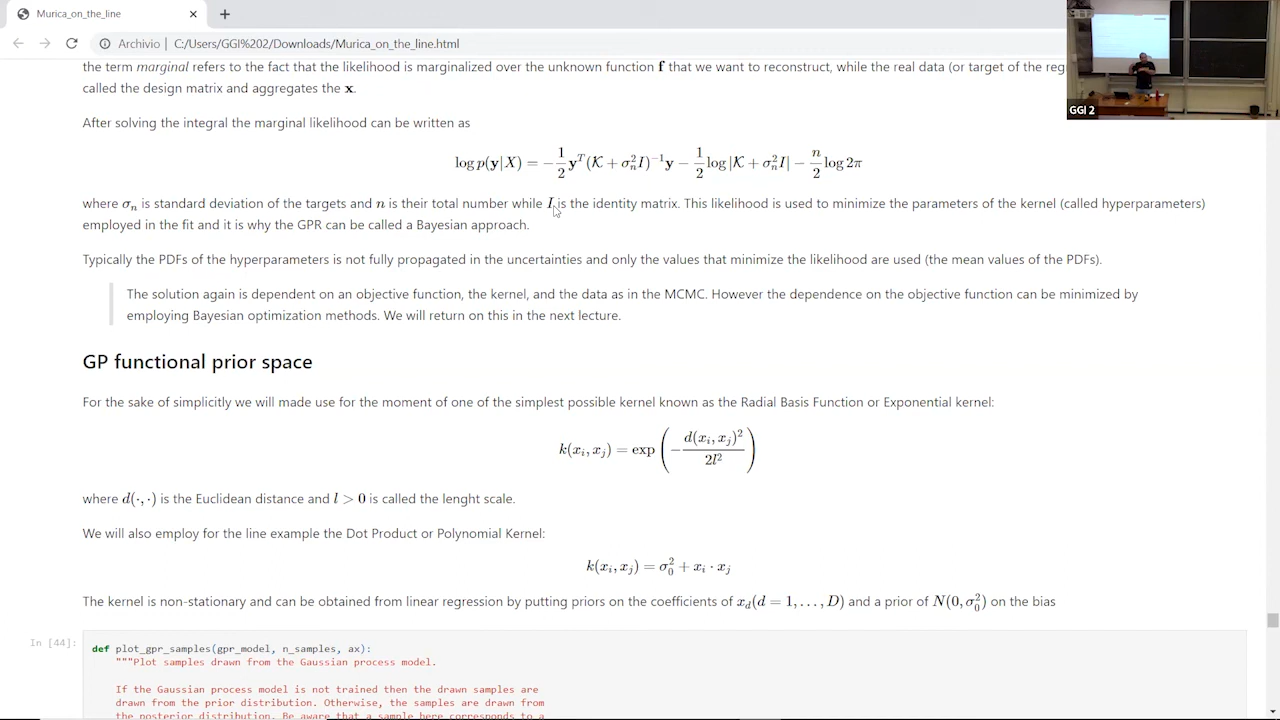 Murica_on_the_line
Archivio | C:/Users/GGI%202/Downloads/Murica_on_the_line.html
the term marginal refers to the fact that the likelihood is marginalized over the unknown function f that we want to reconstruct, while the real data (or target of the reg
called the design matrix and aggregates the x.
After solving the integral the marginal likelihood can be written as
log p(y|X) = −1/2 y^T(K + σ_n^2 I)^−1 y − 1/2 log |K + σ_n^2 I| − n/2 log 2π
where σ_n is standard deviation of the targets and n is their total number while I is the identity matrix. This likelihood is used to minimize the parameters of the kernel (called hyperparameters)
employed in the fit and it is why the GPR can be called a Bayesian approach.
Typically the PDFs of the hyperparameters is not fully propagated in the uncertainties and only the values that minimize the likelihood are used (the mean values of the PDFs).
The solution again is dependent on an objective function, the kernel, and the data as in the MCMC. However the dependence on the objective function can be minimized by
employing Bayesian optimization methods. We will return on this in the next lecture.
GP functional prior space
For the sake of simplicitly we will made use for the moment of one of the simplest possible kernel known as the Radial Basis Function or Exponential kernel:
k(x_i, x_j) = exp (− d(x_i, x_j)^2 / 2l^2)
where d(·, ·) is the Euclidean distance and l > 0 is called the lenght scale.
We will also employ for the line example the Dot Product or Polynomial Kernel:
k(x_i, x_j) = σ_0^2 + x_i · x_j
The kernel is non-stationary and can be obtained from linear regression by putting priors on the coefficients of x_d(d = 1, . . . , D) and a prior of N(0, σ_0^2) on the bias
In [44]:
def plot_gpr_samples(gpr_model, n_samples, ax):
"""Plot samples drawn from the Gaussian process model.
If the Gaussian process model is not trained then the drawn samples are
drawn from the prior distribution. Otherwise, the samples are drawn from
the posterior distribution. Be aware that a sample here corresponds to a
GGI 2